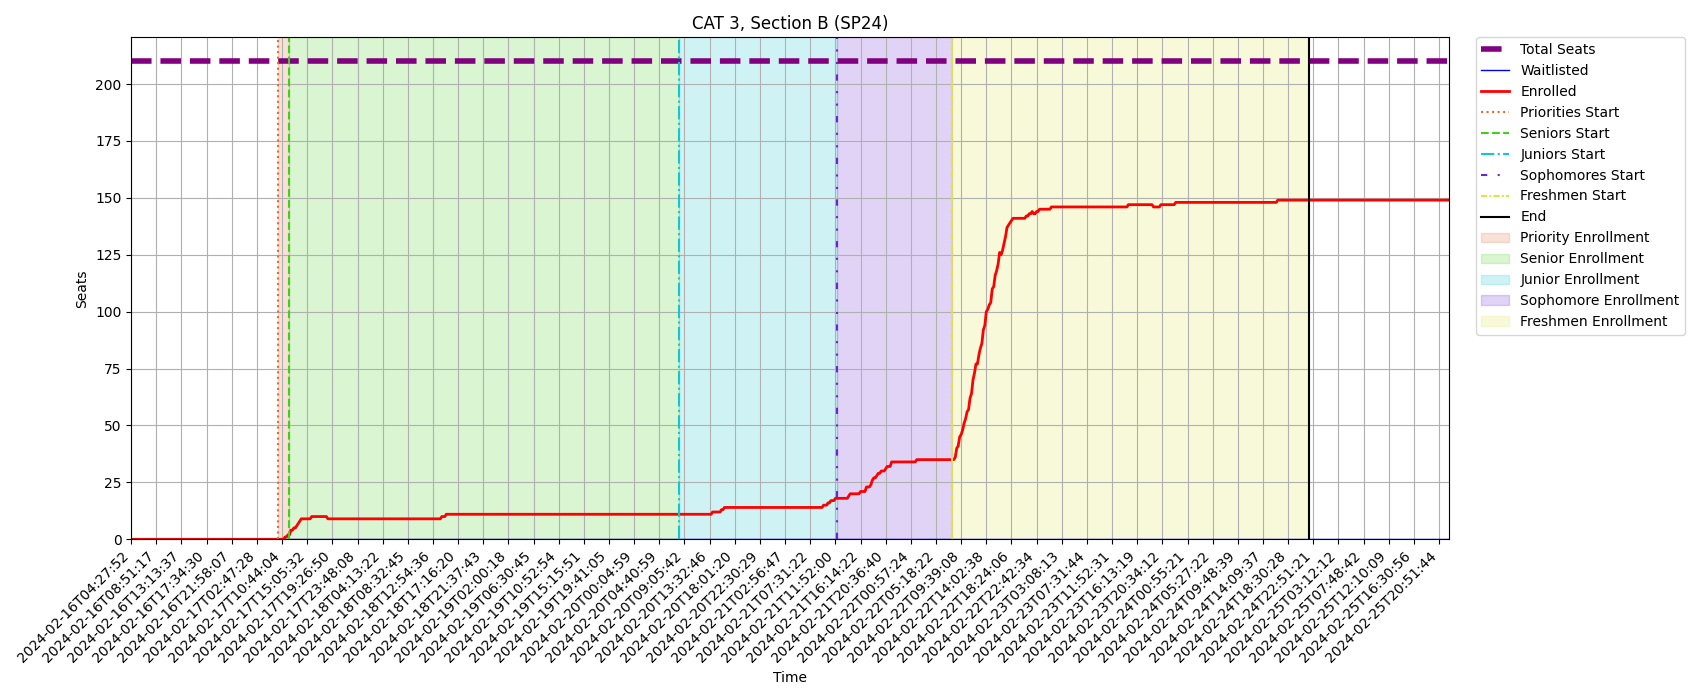 CAT 3, Section B (SP24)
Total Seats
Waitlisted
Enrolled
Priorities Start
Seniors Start
Juniors Start
Sophomores Start
Freshmen Start
End
Priority Enrollment
Senior Enrollment
Junior Enrollment
Sophomore Enrollment
Freshmen Enrollment
Seats
200
175
150
125
100
75
50
25
0
2024-02-16T04:27:52
2024-02-16T08:51:17
2024-02-16T13:13:37
2024-02-16T17:34:30
2024-02-16T21:58:07
2024-02-17T02:47:28
2024-02-17T10:44:04
2024-02-17T15:05:32
2024-02-17T19:26:50
2024-02-17T23:48:08
2024-02-18T04:13:22
2024-02-18T08:32:45
2024-02-18T12:54:36
2024-02-18T17:16:20
2024-02-18T21:37:43
2024-02-19T02:00:18
2024-02-19T06:30:45
2024-02-19T10:52:54
2024-02-19T15:15:51
2024-02-19T19:41:05
2024-02-20T00:04:59
2024-02-20T04:40:59
2024-02-20T09:05:42
2024-02-20T13:32:46
2024-02-20T18:01:20
2024-02-20T22:30:29
2024-02-21T02:56:47
2024-02-21T07:31:22
2024-02-21T11:52:00
2024-02-21T16:14:22
2024-02-21T20:36:40
2024-02-22T00:57:24
2024-02-22T05:18:22
2024-02-22T09:39:08
2024-02-22T14:02:38
2024-02-22T18:24:06
2024-02-22T22:42:34
2024-02-23T03:08:13
2024-02-23T07:31:44
2024-02-23T11:52:31
2024-02-23T16:13:19
2024-02-23T20:34:12
2024-02-24T00:55:21
2024-02-24T05:27:22
2024-02-24T09:48:39
2024-02-24T14:09:37
2024-02-24T18:30:28
2024-02-24T22:51:21
2024-02-25T03:12:12
2024-02-25T07:48:42
2024-02-25T12:10:09
2024-02-25T16:30:56
2024-02-25T20:51:44
Time